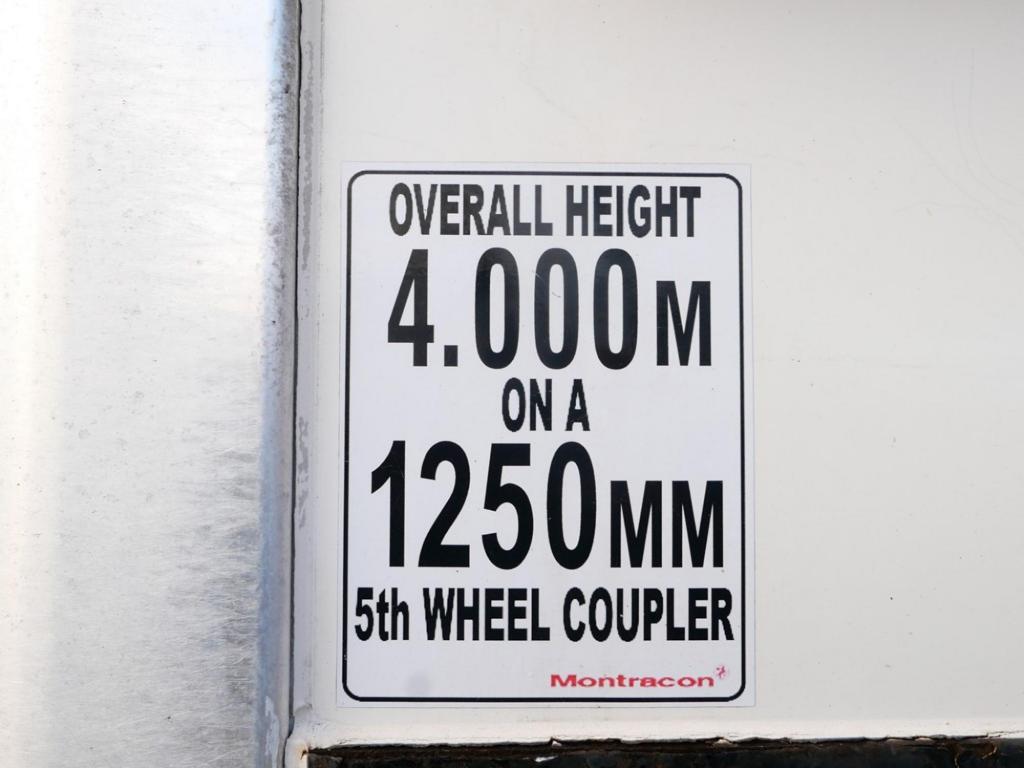 OVERALL HEIGHT
4.000M
ON A
1250MM
5th WHEEL COUPLER
Montracon